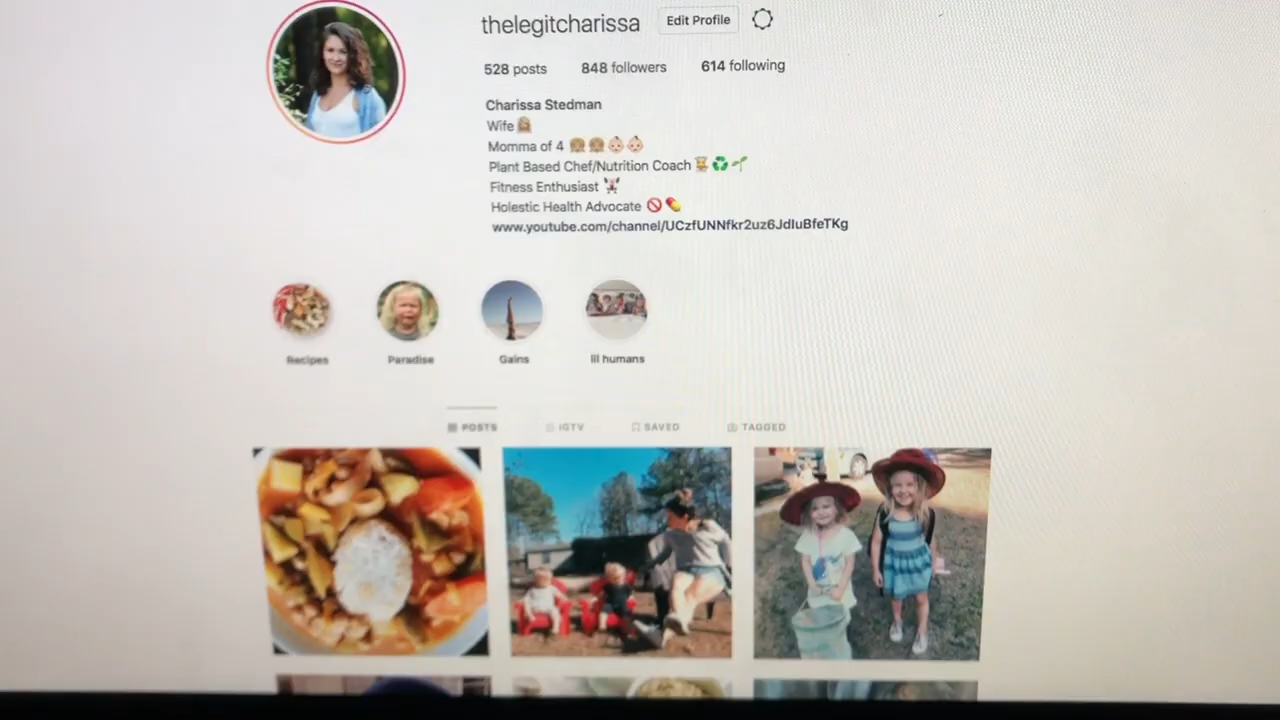 thelegitcharissa Edit Profile
528 posts 848 followers 614 following
Charissa Stedman
Wife
Momma of 4
Plant Based Chef/Nutrition Coach
Fitness Enthusiast
Holestic Health Advocate
www.youtube.com/channel/UCzfUNNfkr2uz6JdIuBfeTKg
Recipes Paradise Gains lil humans
POSTS IGTV SAVED TAGGED